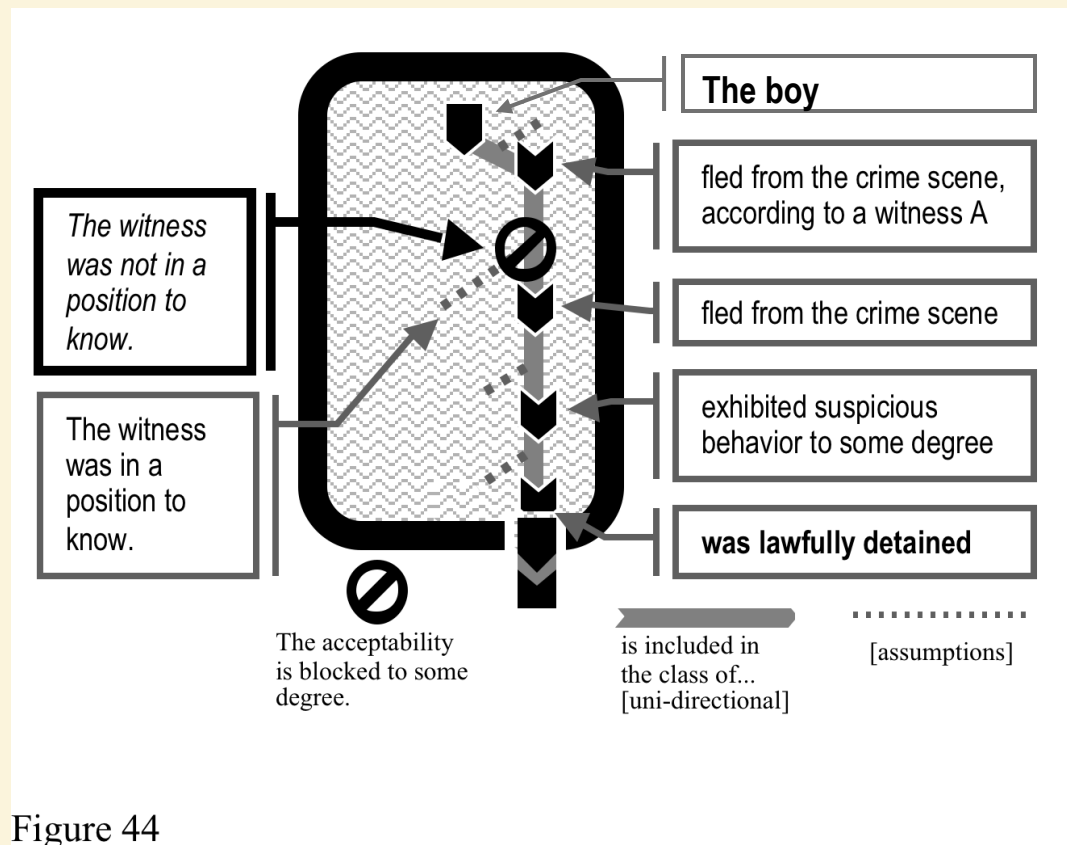 The boy
fled from the crime scene,
according to a witness A
The witness
was not in a
position to
know.
fled from the crime scene
exhibited suspicious
behavior to some degree
The witness
was in a
position to
know.
was lawfully detained
The acceptability
is blocked to some
degree.
is included in
the class of...
[uni-directional]
[assumptions]
Figure 44